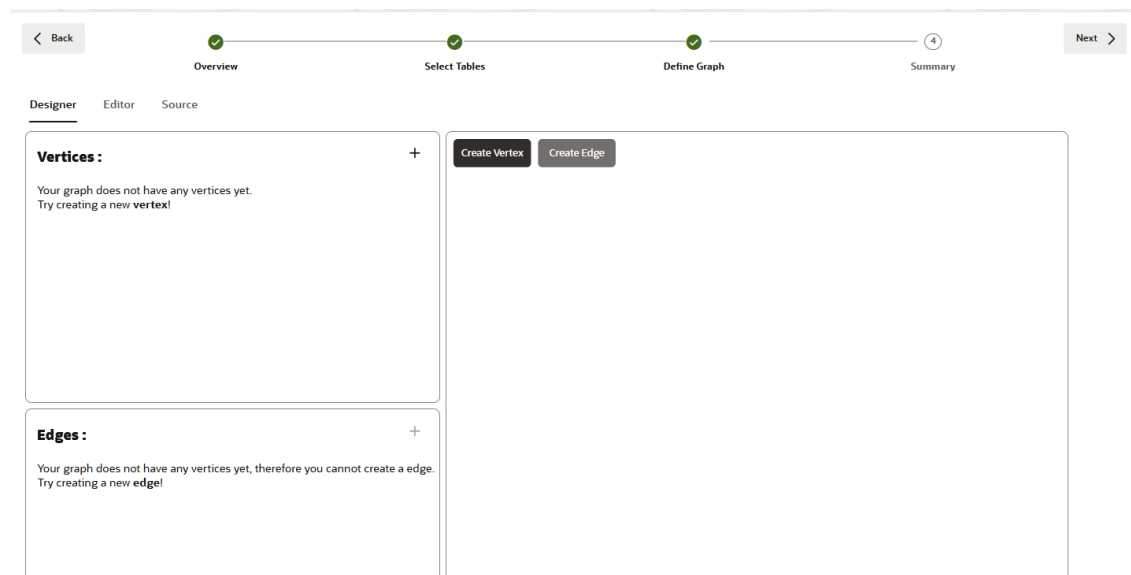 Back
Next
4
Overview
Select Tables
Define Graph
Summary
Designer
Editor
Source
Vertices :
+
Your graph does not have any vertices yet.
Try creating a new vertex!
Create Vertex
Create Edge
Edges :
+
Your graph does not have any vertices yet, therefore you cannot create a edge.
Try creating a new edge!